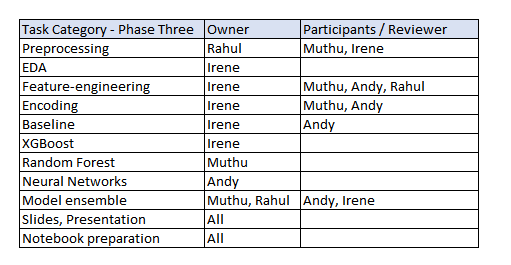 Task Category - Phase Three Owner Participants / Reviewer
Preprocessing Rahul Muthu, Irene
EDA Irene
Feature-engineering Irene Muthu, Andy, Rahul
Encoding Irene Muthu, Andy
Baseline Irene Andy
XGBoost Irene
Random Forest Muthu
Neural Networks Andy
Model ensemble Muthu, Rahul Andy, Irene
Slides, Presentation All
Notebook preparation All